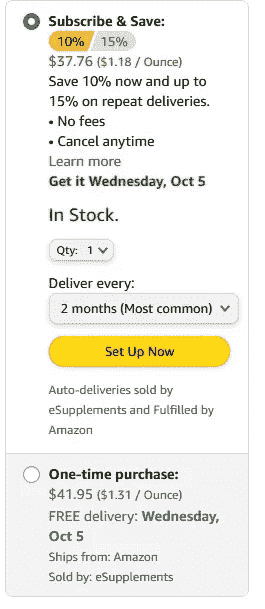 Subscribe & Save:
10% 15%
$37.76 ($1.18 / Ounce)
Save 10% now and up to
15% on repeat deliveries.
• No fees
• Cancel anytime
Learn more
Get it Wednesday, Oct 5
In Stock.
Qty: 1
Deliver every:
2 months (Most common)
Set Up Now
Auto-deliveries sold by
eSupplements and Fulfilled by
Amazon
One-time purchase:
$41.95 ($1.31 / Ounce)
FREE delivery: Wednesday,
Oct 5
Ships from: Amazon
Sold by: eSupplements